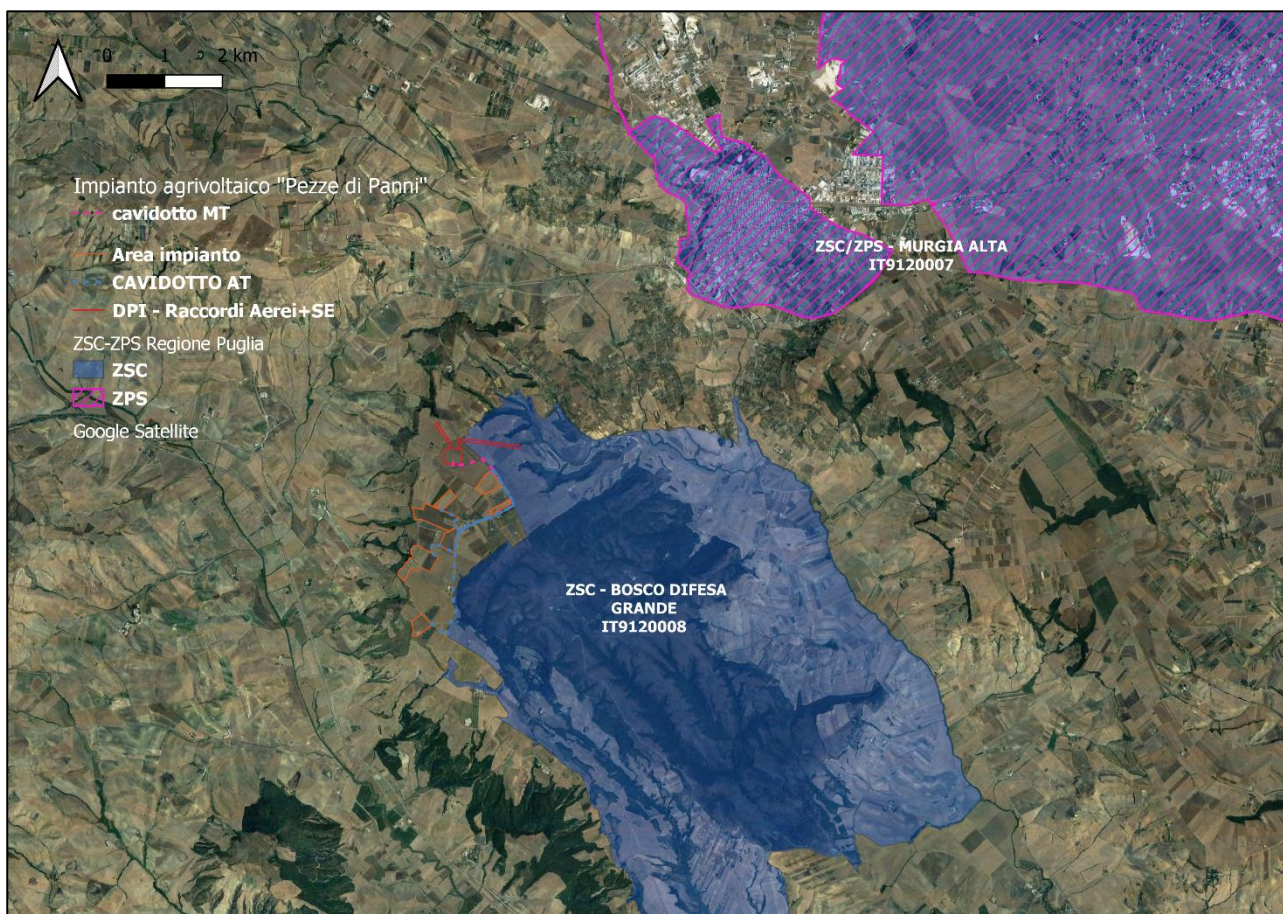 0 1 2 km
Impianto agrivoltaico "Pezze di Panni"
cavidotto MT
Area impianto
CAVIDOTTO AT
DPI - Raccordi Aerei+SE
ZSC-ZPS Regione Puglia
ZSC
ZPS
Google Satellite
ZSC/ZPS - MURGIA ALTA
IT9120007
ZSC - BOSCO DIFESA
GRANDE
IT9120008